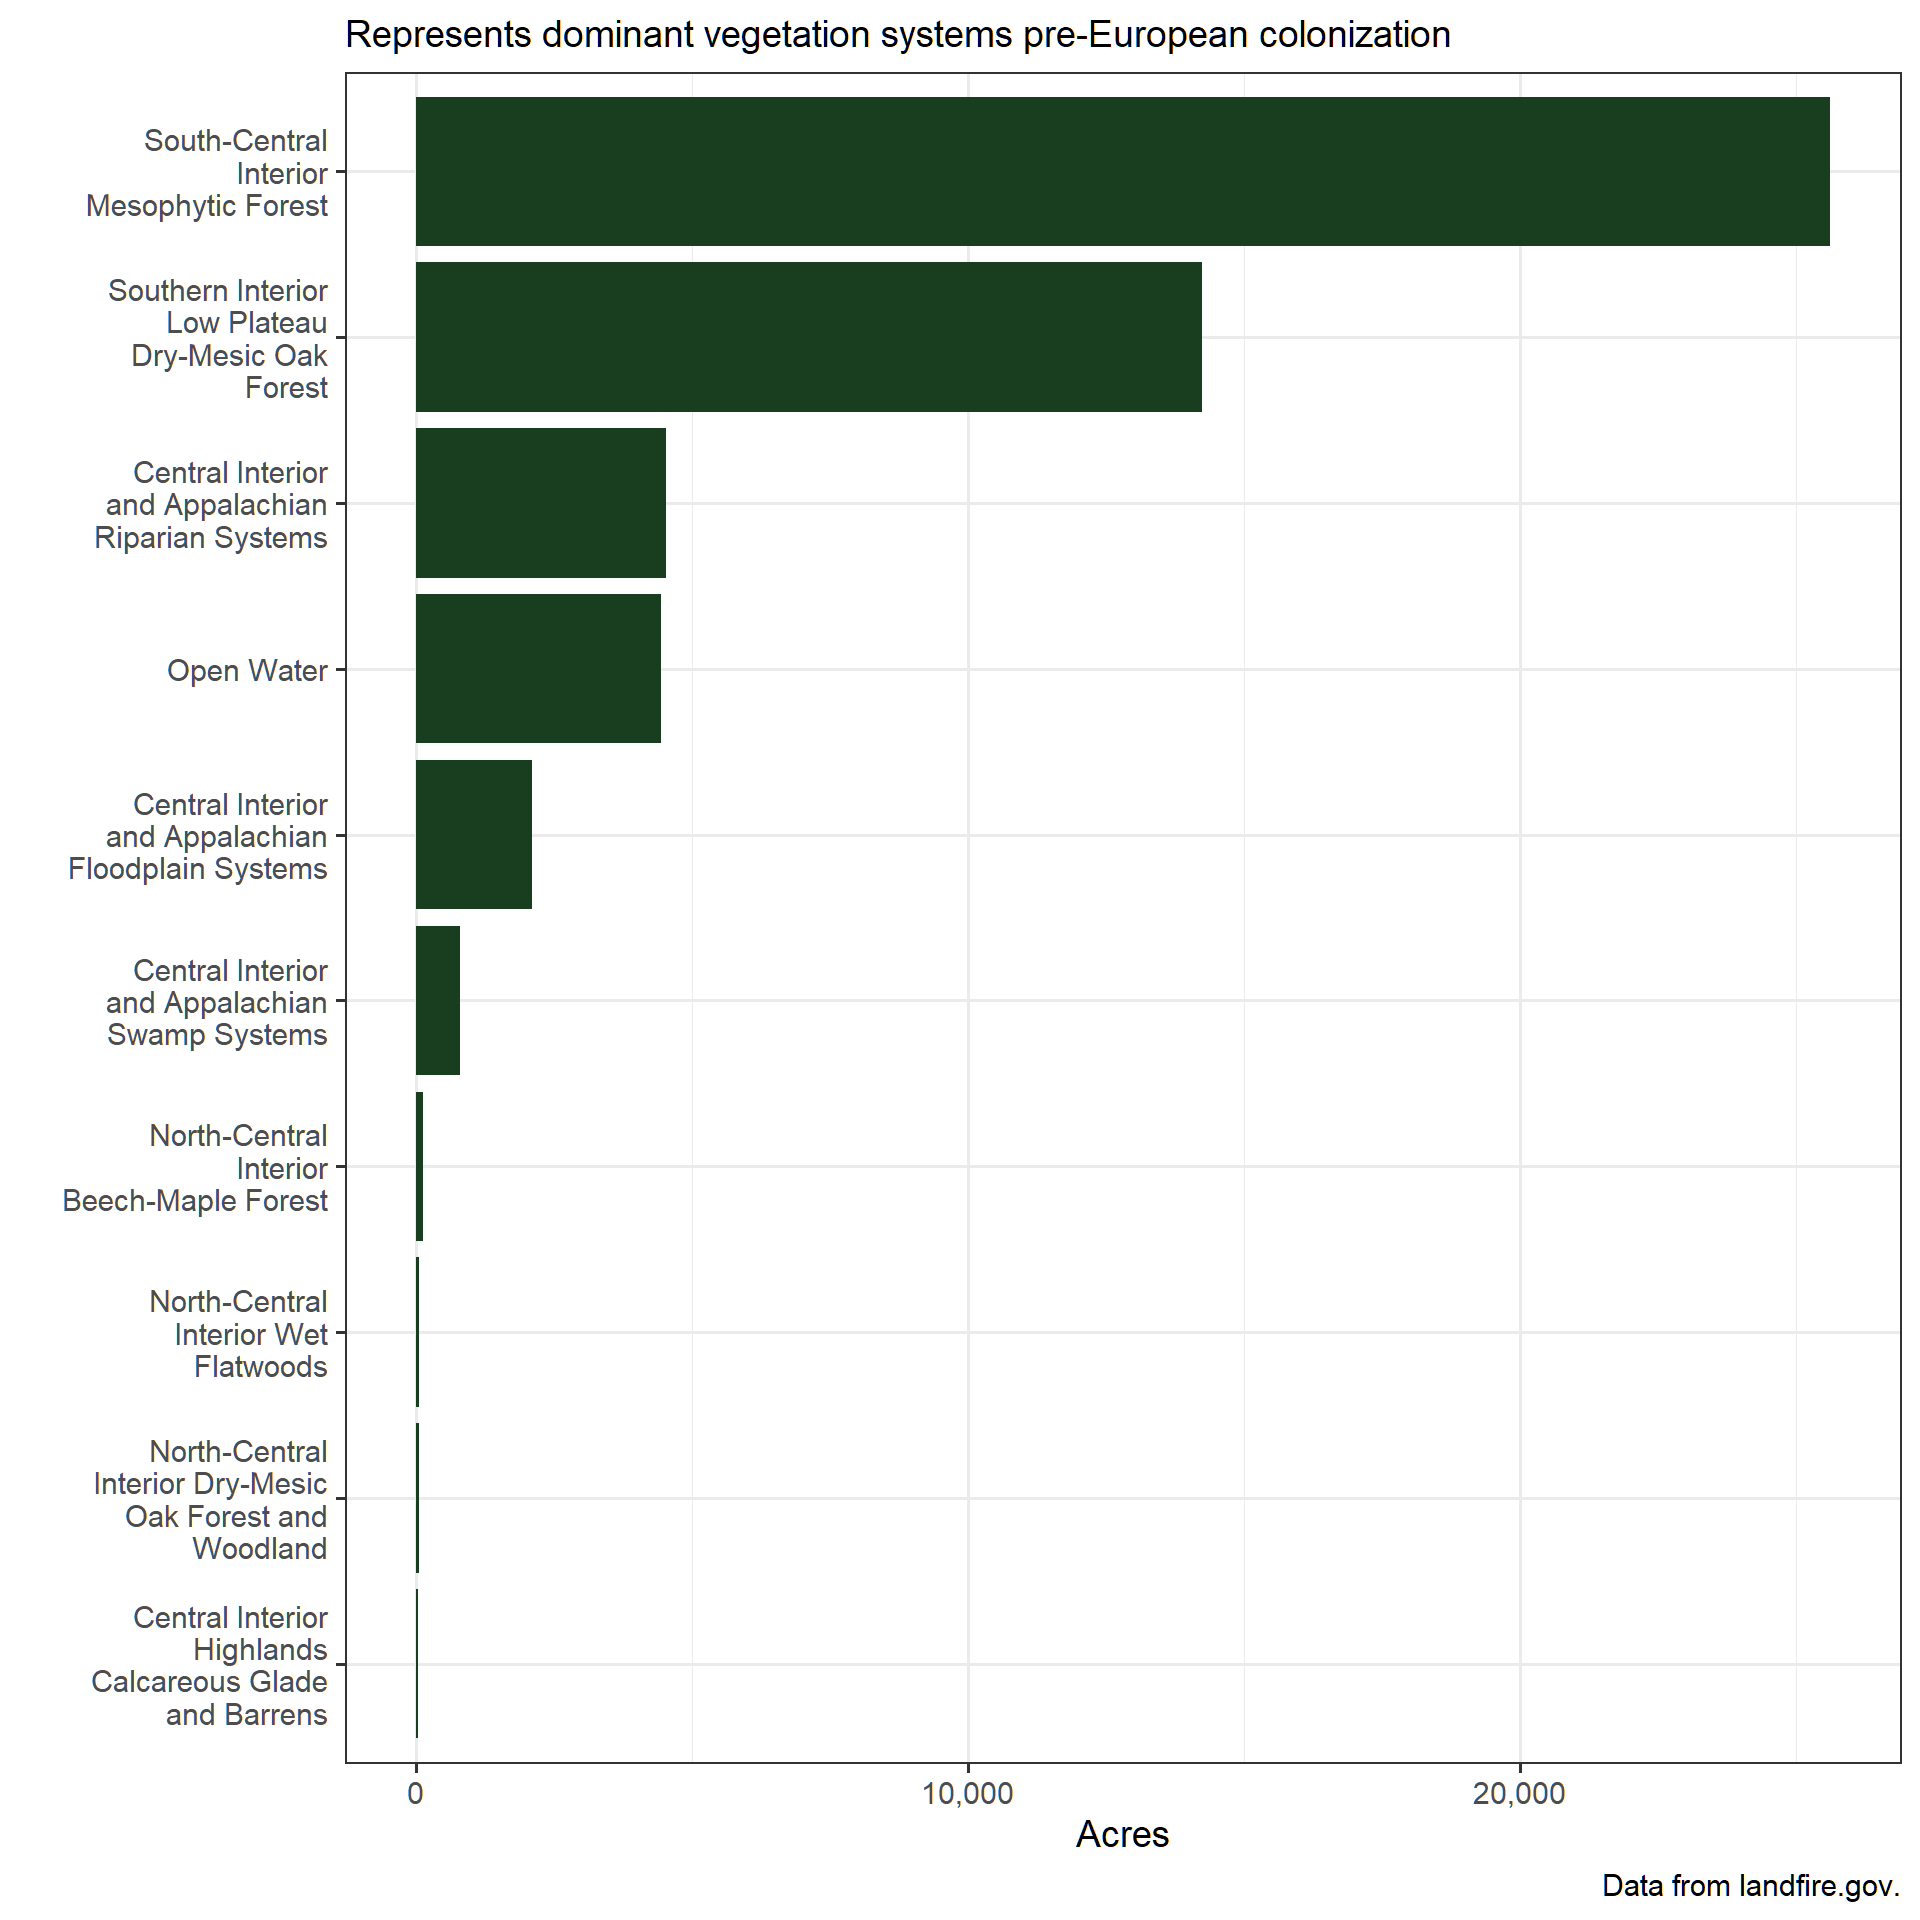 Represents dominant vegetation systems pre-European colonization
South-Central
Interior
Mesophytic Forest
Southern Interior
Low Plateau
Dry-Mesic Oak
Forest
Central Interior
and Appalachian
Riparian Systems
Open Water
Central Interior
and Appalachian
Floodplain Systems
Central Interior
and Appalachian
Swamp Systems
North-Central
Interior
Beech-Maple Forest
North-Central
Interior Wet
Flatwoods
North-Central
Interior Dry-Mesic
Oak Forest and
Woodland
Central Interior
Highlands
Calcareous Glade
and Barrens
0 10,000 20,000
Acres
Data from landfire.gov.